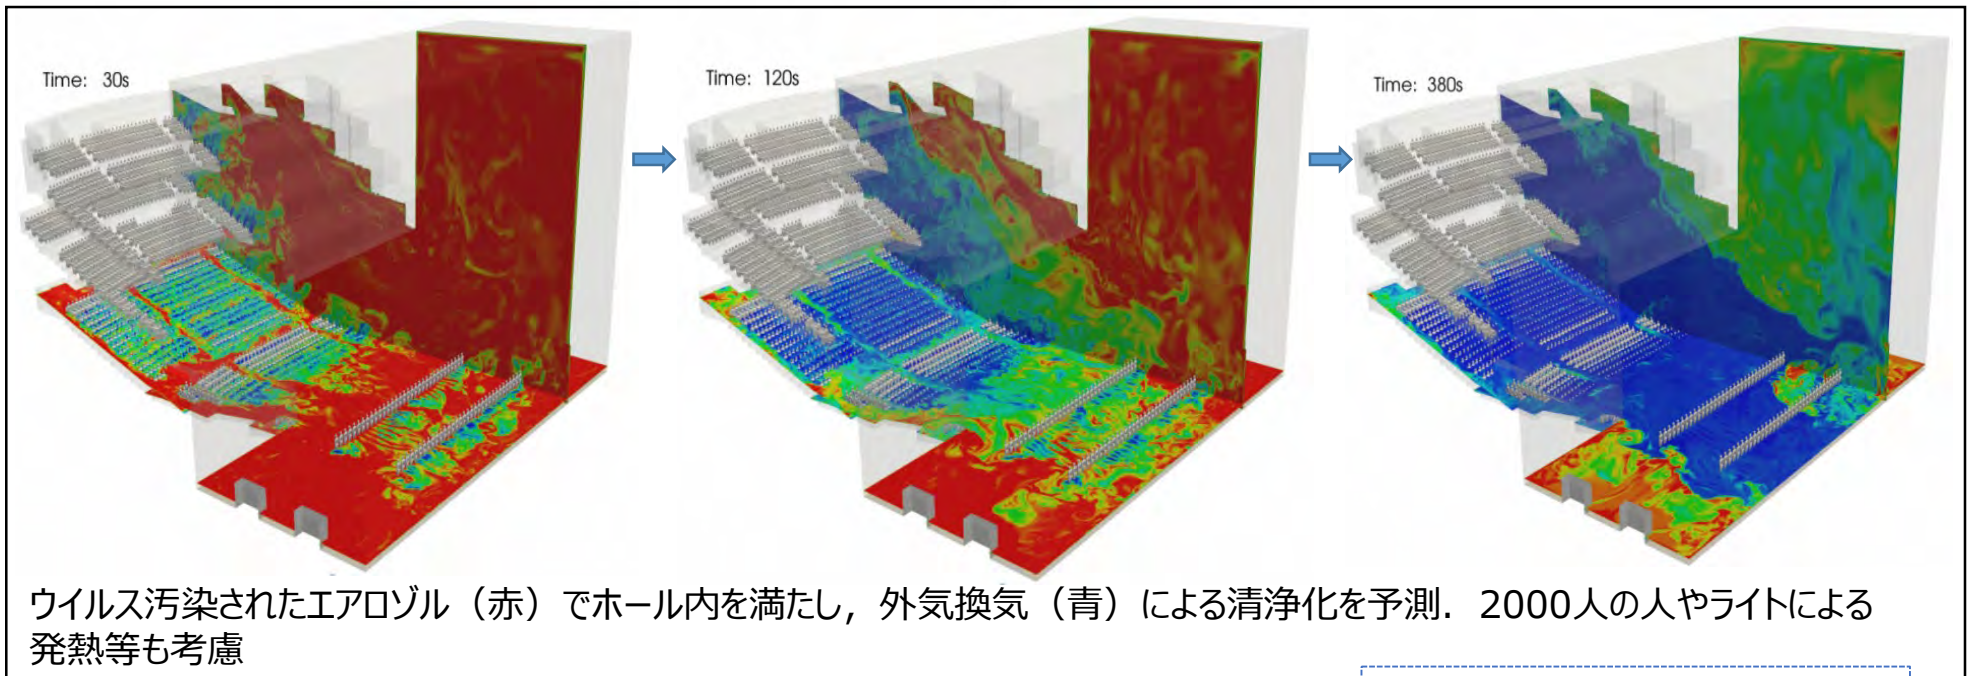 Time: 30s
Time: 120s
Time: 380s
ウイルス汚染されたエアロゾル（赤）でホール内を満たし，外気換気（青）による清浄化を予測．2000人の人やライトによる
発熱等も考慮